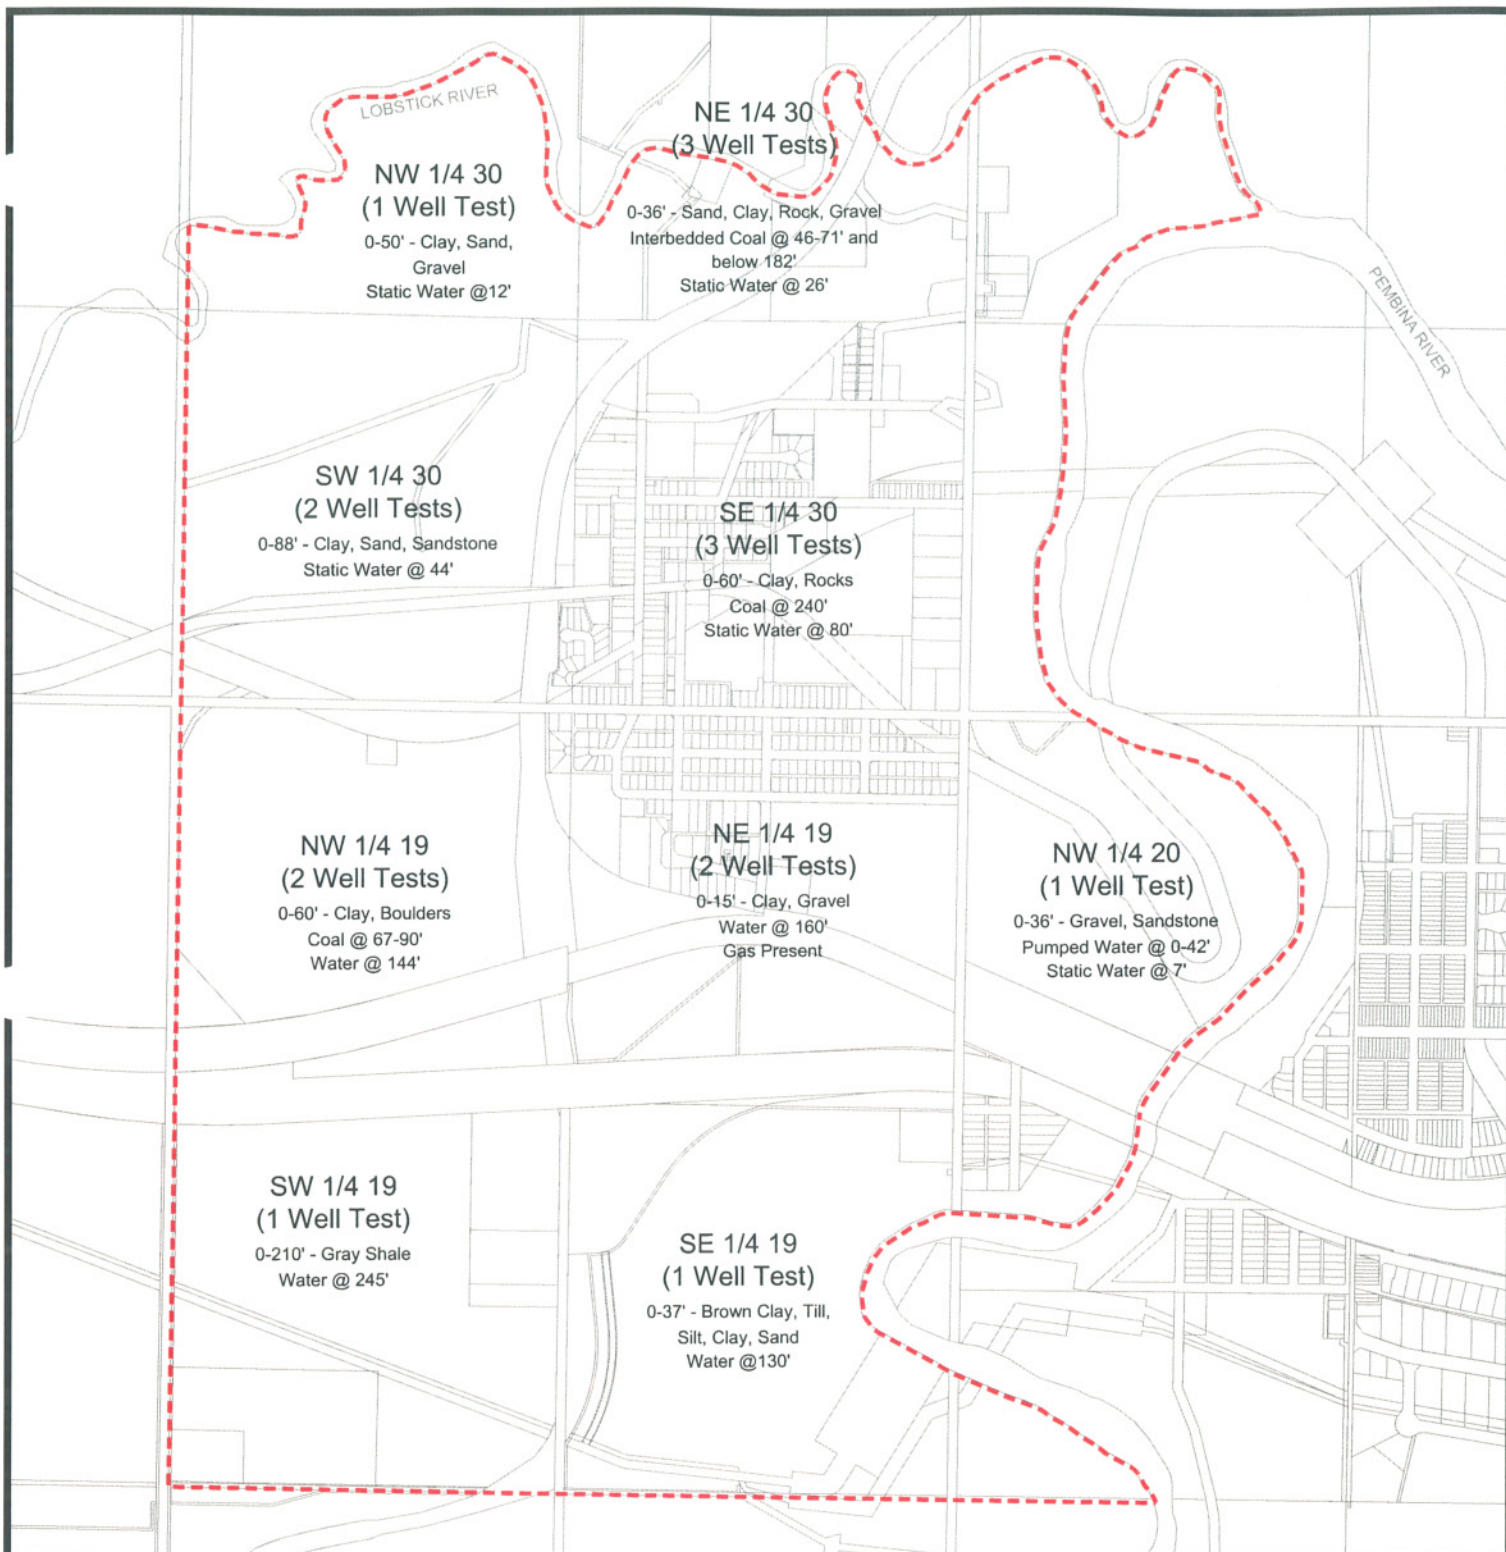 LOBSTICK RIVER
NE 1/4 30
(3 Well Tests)
0-36' - Sand, Clay, Rock, Gravel
Interbedded Coal @ 46-71' and
below 182'
Static Water @ 26'
NW 1/4 30
(1 Well Test)
0-50' - Clay, Sand,
Gravel
Static Water @12'
PEMBINA RIVER
SW 1/4 30
(2 Well Tests)
0-88' - Clay, Sand, Sandstone
Static Water @ 44'
SE 1/4 30
(3 Well Tests)
0-60' - Clay, Rocks
Coal @ 240'
Static Water @ 80'
NW 1/4 19
(2 Well Tests)
0-60' - Clay, Boulders
Coal @ 67-90'
Water @ 144'
NE 1/4 19
(2 Well Tests)
0-15' - Clay, Gravel
Water @ 160'
Gas Present
NW 1/4 20
(1 Well Test)
0-36' - Gravel, Sandstone
Pumped Water @ 0-42'
Static Water @ 7'
SW 1/4 19
(1 Well Test)
0-210' - Gray Shale
Water @ 245'
SE 1/4 19
(1 Well Test)
0-37' - Brown Clay, Till,
Silt, Clay, Sand
Water @130'